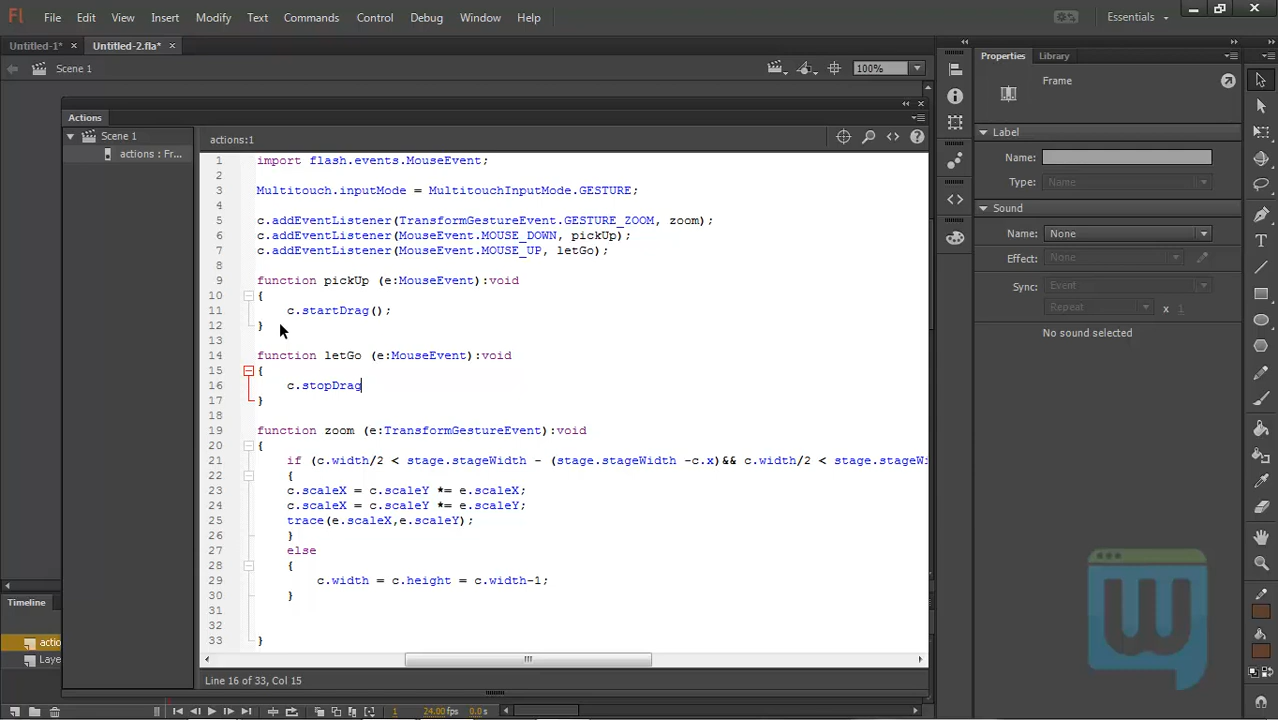 Fl File Edit View Insert Modify Text Commands Control Debug Window Help Essentials
Untitled-1* × Untitled-2.fla* ×
Scene 1 100%
Actions
Scene 1
actions : Fr...
actions:1
1 import flash.events.MouseEvent;
2
3 Multitouch.inputMode = MultitouchInputMode.GESTURE;
4
5 c.addEventListener(TransformGestureEvent.GESTURE_ZOOM, zoom);
6 c.addEventListener(MouseEvent.MOUSE_DOWN, pickUp);
7 c.addEventListener(MouseEvent.MOUSE_UP, letGo);
8
9 function pickUp (e:MouseEvent):void
10 {
11 c.startDrag();
12 }
13
14 function letGo (e:MouseEvent):void
15 {
16 c.stopDrag
17 }
18
19 function zoom (e:TransformGestureEvent):void
20 {
21 if (c.width/2 < stage.stageWidth - (stage.stageWidth -c.x)&& c.width/2 < stage.stageWi
22 {
23 c.scaleX = c.scaleY *= e.scaleX;
24 c.scaleX = c.scaleY *= e.scaleY;
25 trace(e.scaleX,e.scaleY);
26 }
27 else
28 {
29 c.width = c.height = c.width-1;
30 }
31
32
33 }
Line 16 of 33, Col 15
Properties Library
Frame
Label
Name:
Type: Name
Sound
Name: None
Effect: None
Sync: Event
Repeat x 1
No sound selected
Timeline
actio
Laye
1 24.00 fps 0.0 s
W